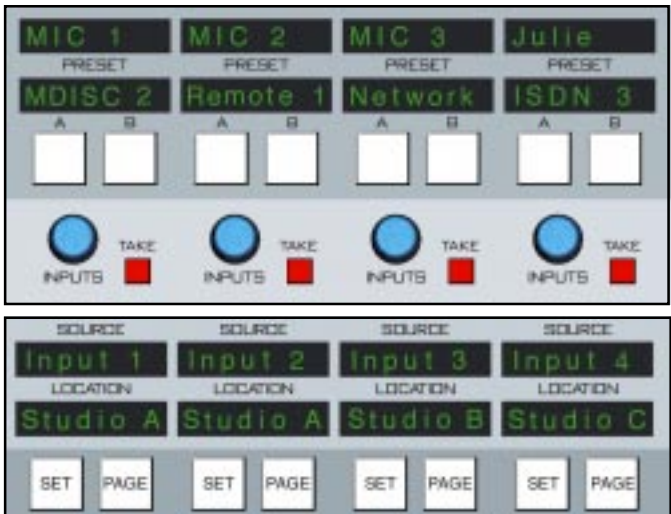 MIC 1 MIC 2 MIC 3 Julie
PRESET PRESET PRESET PRESET
MDISC 2 Remote 1 Network ISDN 3
A B A B A B A B
TAKE TAKE TAKE TAKE
INPUTS INPUTS INPUTS INPUTS
SOURCE SOURCE SOURCE SOURCE
Input 1 Input 2 Input 3 Input 4
LOCATION LOCATION LOCATION LOCATION
Studio A Studio A Studio B Studio C
SET PAGE SET PAGE SET PAGE SET PAGE